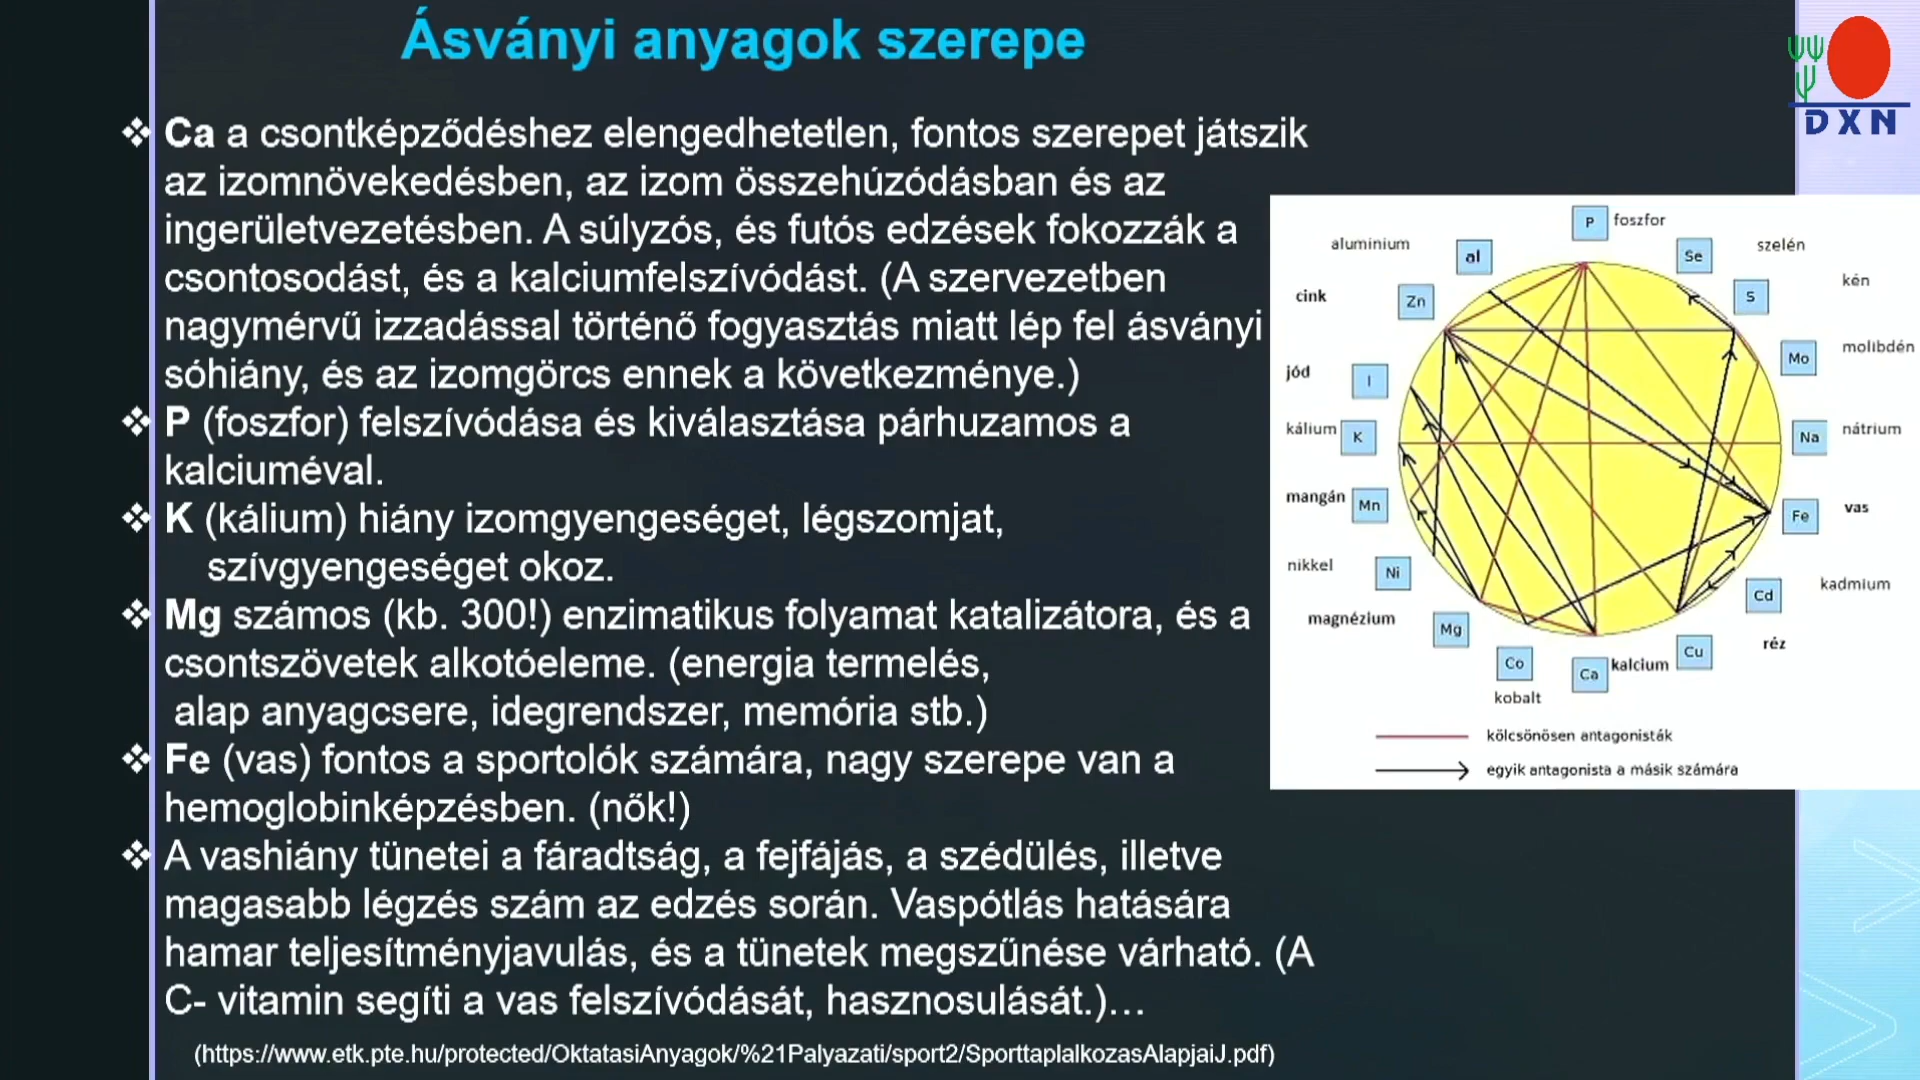 Ásványi anyagok szerepe
DXN
❖ Ca a csontképződéshez elengedhetetlen, fontos szerepet játszik
az izomnövekedésben, az izom összehúzódásban és az
ingerületvezetésben. A súlyzós, és futós edzések fokozzák a
csontosodást, és a kalciumfelszívódást. (A szervezetben
nagymérvű izzadással történő fogyasztás miatt lép fel ásványi
sóhiány, és az izomgörcs ennek a következménye.)
❖ P (foszfor) felszívódása és kiválasztása párhuzamos a
kalciuméval.
❖ K (kálium) hiány izomgyengeséget, légszomjat,
szívgyengeséget okoz.
❖ Mg számos (kb. 300!) enzimatikus folyamat katalizátora, és a
csontszövetek alkotóeleme. (energia termelés,
alap anyagcsere, idegrendszer, memória stb.)
❖ Fe (vas) fontos a sportolók számára, nagy szerepe van a
hemoglobinképzésben. (nők!)
❖ A vashiány tünetei a fáradtság, a fejfájás, a szédülés, illetve
magasabb légzés szám az edzés során. Vaspótlás hatására
hamar teljesítményjavulás, és a tünetek megszűnése várható. (A
C- vitamin segíti a vas felszívódását, hasznosulását.)…
(https://www.etk.pte.hu/protected/OktatasiAnyagok/%21Palyazati/sport2/SporttaplalkozasAlapjaiJ.pdf)
P foszfor
aluminium al
Se szelén
cink Zn
S kén
Mo molibdén
jód I
kálium K
Na nátrium
mangán Mn
Fe vas
nikkel Ni
Cd kadmium
magnézium Mg
Cu réz
Co kobalt
Ca kalcium
kölcsönösen antagonisták
egyik antagonista a másik számára